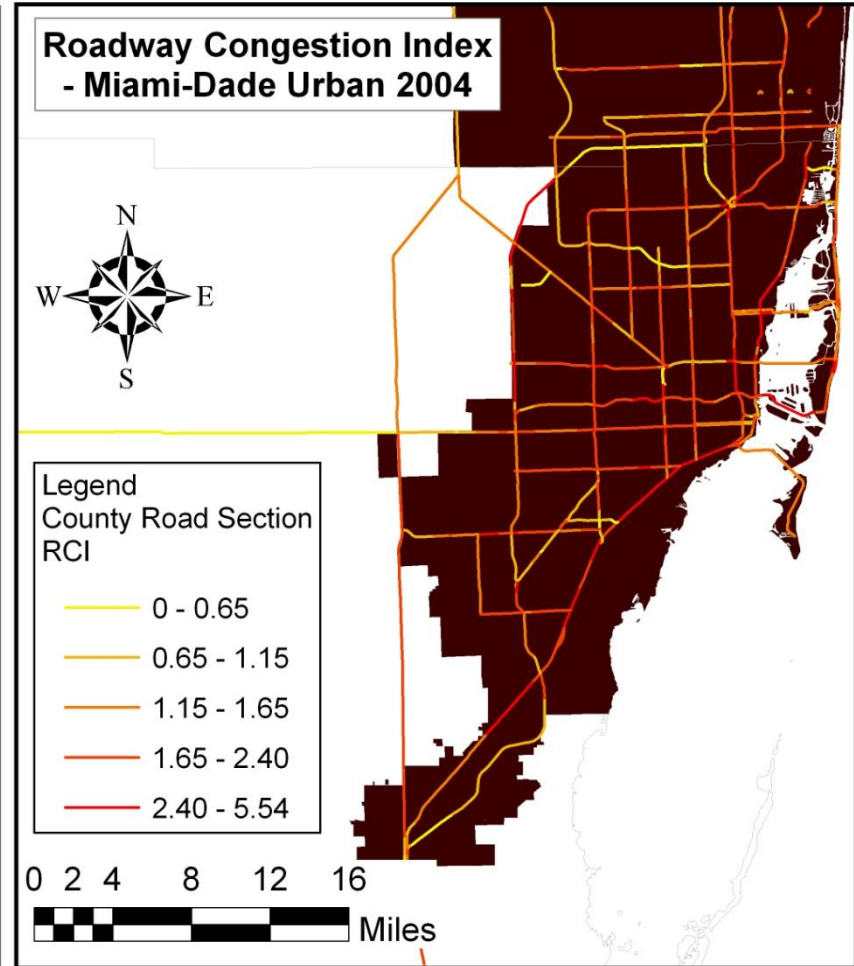 Roadway Congestion Index
- Miami-Dade Urban 2004
N
W E
S
Legend
County Road Section
RCI
0 - 0.65
0.65 - 1.15
1.15 - 1.65
1.65 - 2.40
2.40 - 5.54
0 2 4 8 12 16
Miles